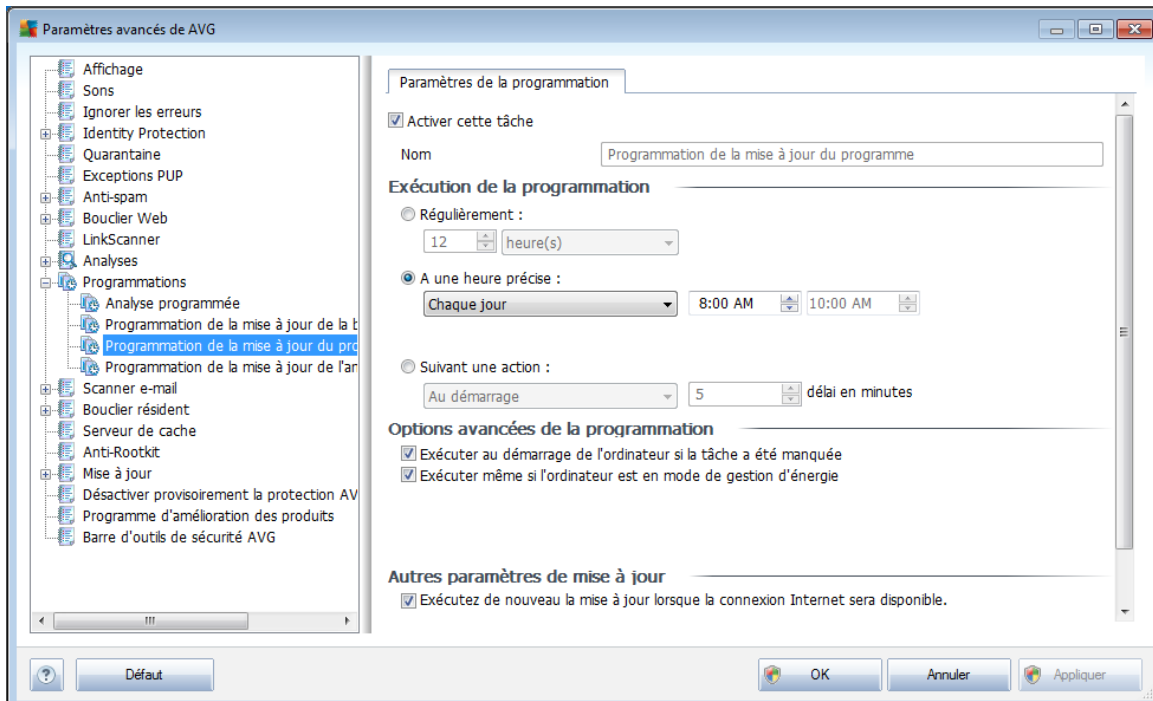 Paramètres avancés de AVG
Affichage
Sons
Ignorer les erreurs
Identity Protection
Quarantaine
Exceptions PUP
Anti-spam
Bouclier Web
LinkScanner
Analyses
Programmations
Analyse programmée
Programmation de la mise à jour de la b
Programmation de la mise à jour du pro
Programmation de la mise à jour de l'an
Scanner e-mail
Bouclier résident
Serveur de cache
Anti-Rootkit
Mise à jour
Désactiver provisoirement la protection AV
Programme d'amélioration des produits
Barre d'outils de sécurité AVG
Paramètres de la programmation
Activer cette tâche
Nom Programmation de la mise à jour du programme
Exécution de la programmation
Régulièrement :
12 heure(s)
A une heure précise :
Chaque jour 8:00 AM 10:00 AM
Suivant une action :
Au démarrage 5 délai en minutes
Options avancées de la programmation
Exécuter au démarrage de l'ordinateur si la tâche a été manquée
Exécuter même si l'ordinateur est en mode de gestion d'énergie
Autres paramètres de mise à jour
Exécutez de nouveau la mise à jour lorsque la connexion Internet sera disponible.
? Défaut OK Annuler Appliquer